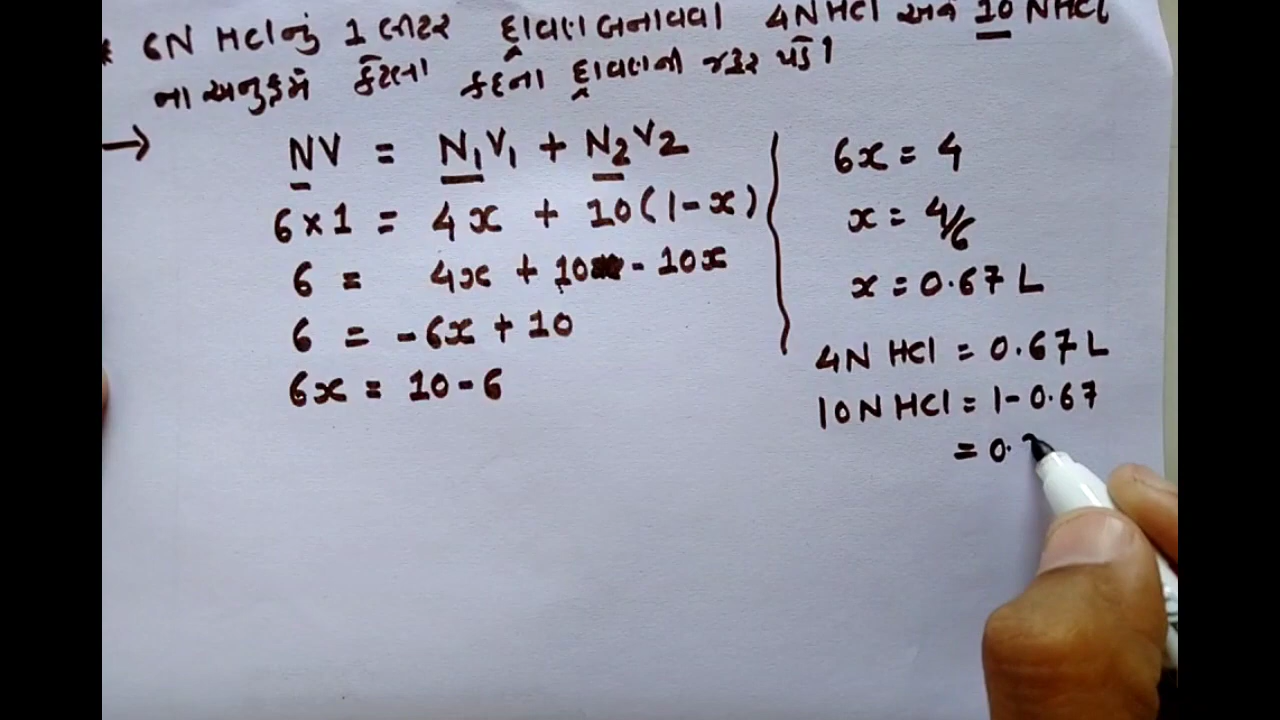 * 6N HClનું 1 લીટર દ્રાવણ બનાવવા 4N HCl અને 10 NHCl
ના અનુક્રમે કેટલા કદના દ્રાવણની જરૂર પડે ?
→ NV = N₁V₁ + N₂V₂
6×1 = 4x + 10(1-x)
6 = 4x + 10 - 10x
6 = -6x + 10
6x = 10-6
6x = 4
x = 4/6
x = 0.67 L
4N HCl = 0.67 L
10N HCl = 1-0.67
= 0.